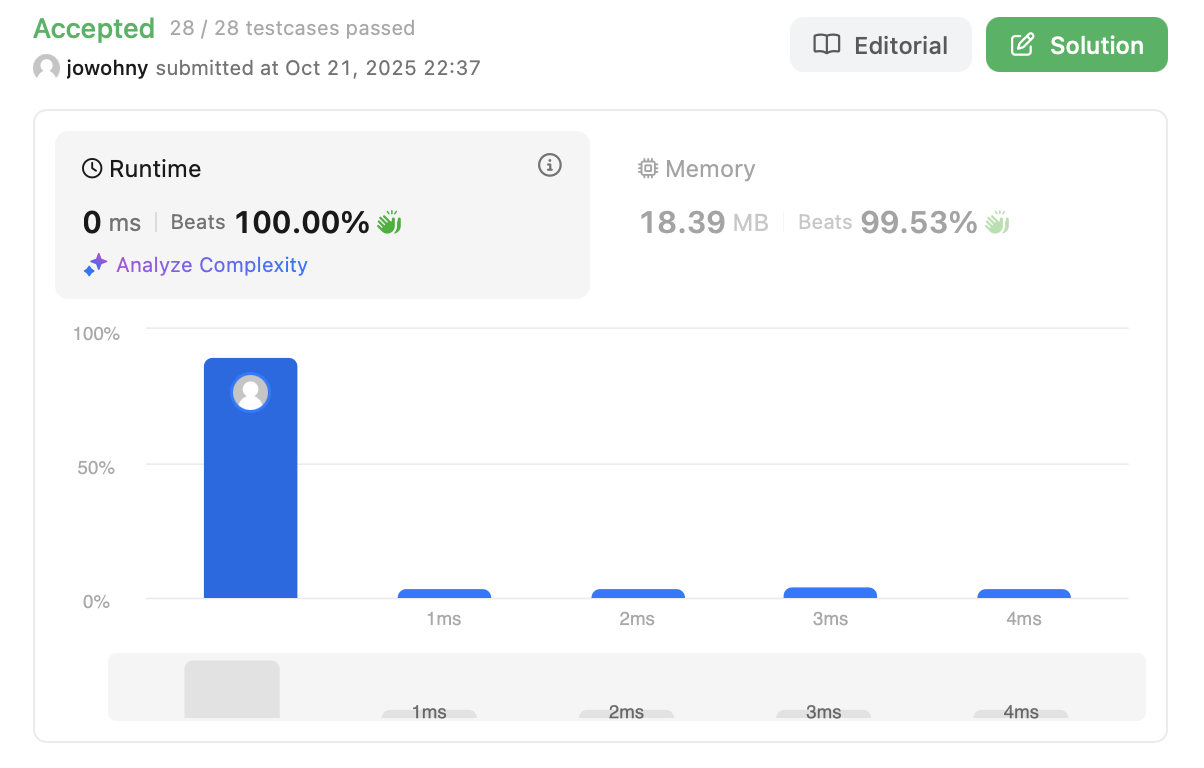 Accepted 28 / 28 testcases passed
jowohny submitted at Oct 21, 2025 22:37
Editorial
Solution
Runtime
0 ms Beats 100.00%
Analyze Complexity
Memory
18.39 MB Beats 99.53%
100%
50%
0%
1ms 2ms 3ms 4ms
1ms 2ms 3ms 4ms